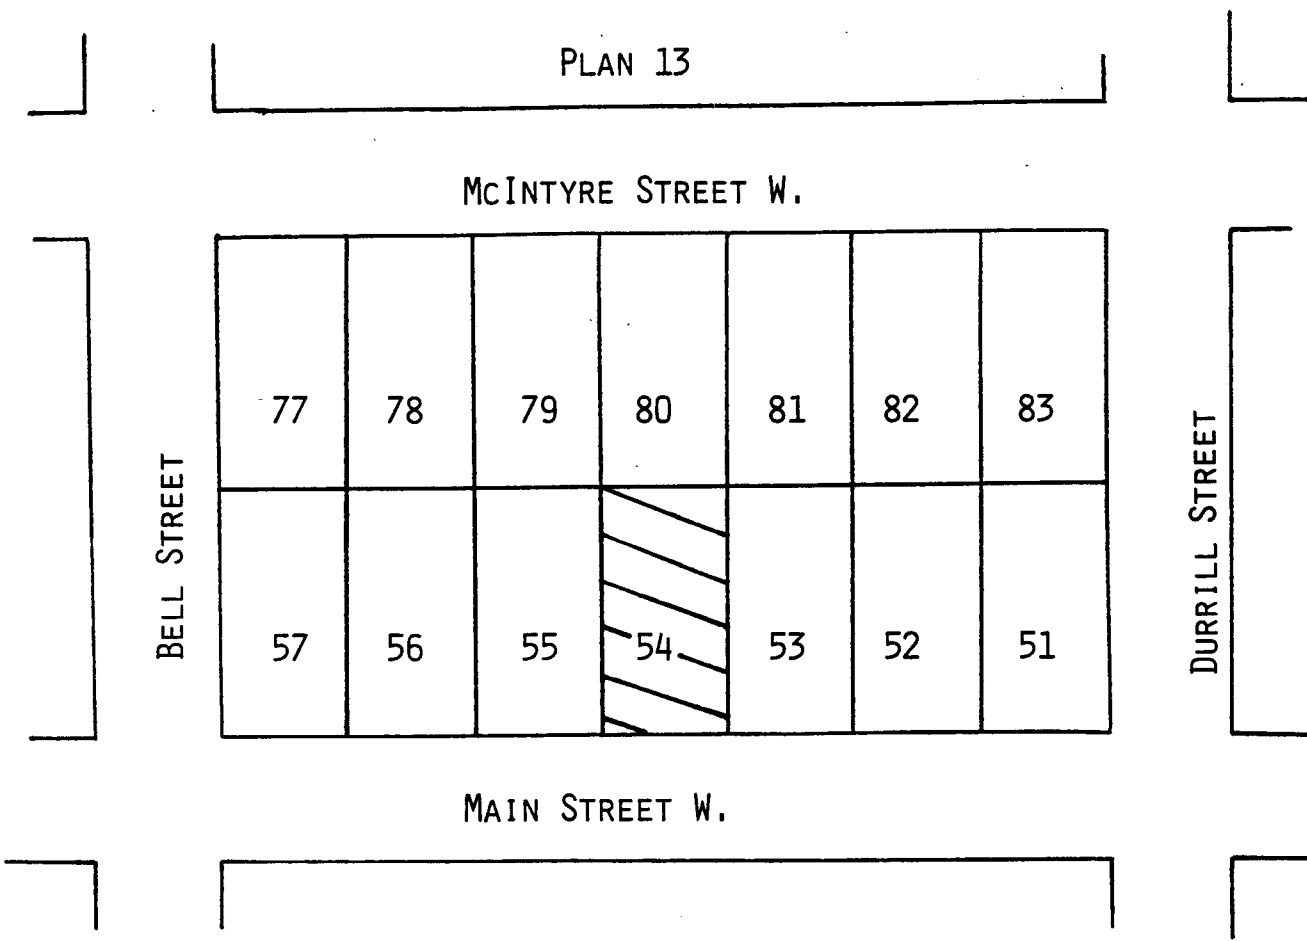 PLAN 13
MCINTYRE STREET W.
77 78 79 80 81 82 83
BELL STREET
DURRILL STREET
57 56 55 54 53 52 51
MAIN STREET W.